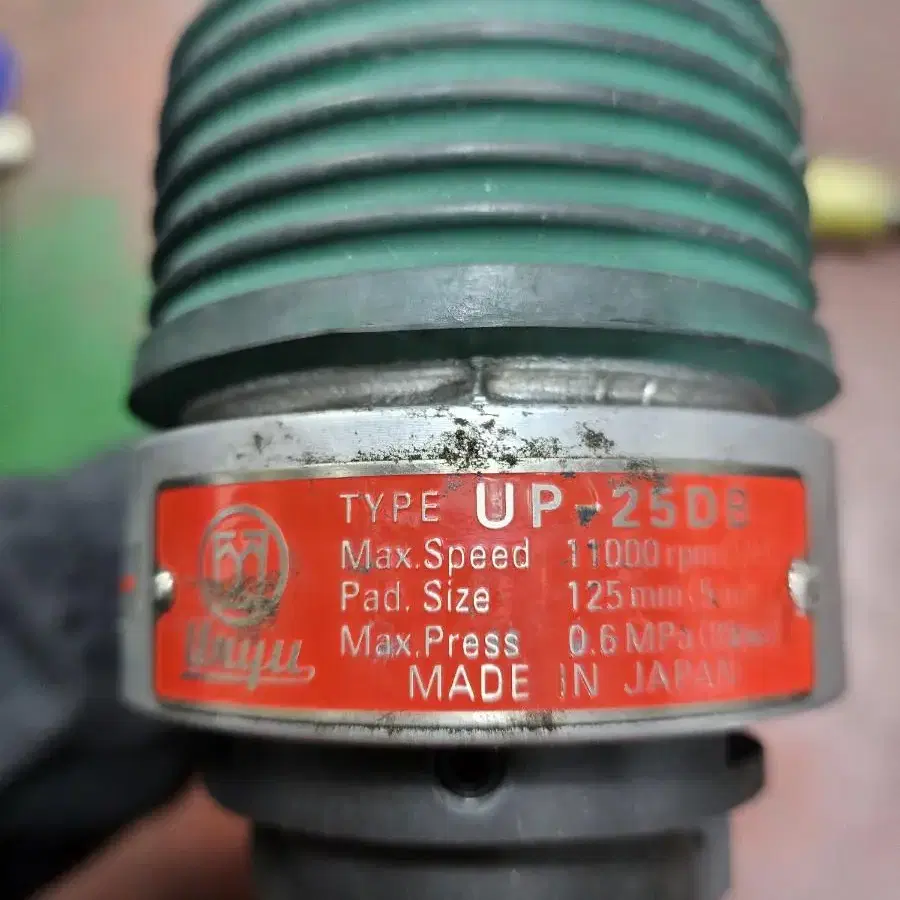 TYPE UP-25DB
Max.Speed 11000 rpm
Pad. Size 125 mm
Max.Press 0.6 MPa
Unryu
MADE IN JAPAN